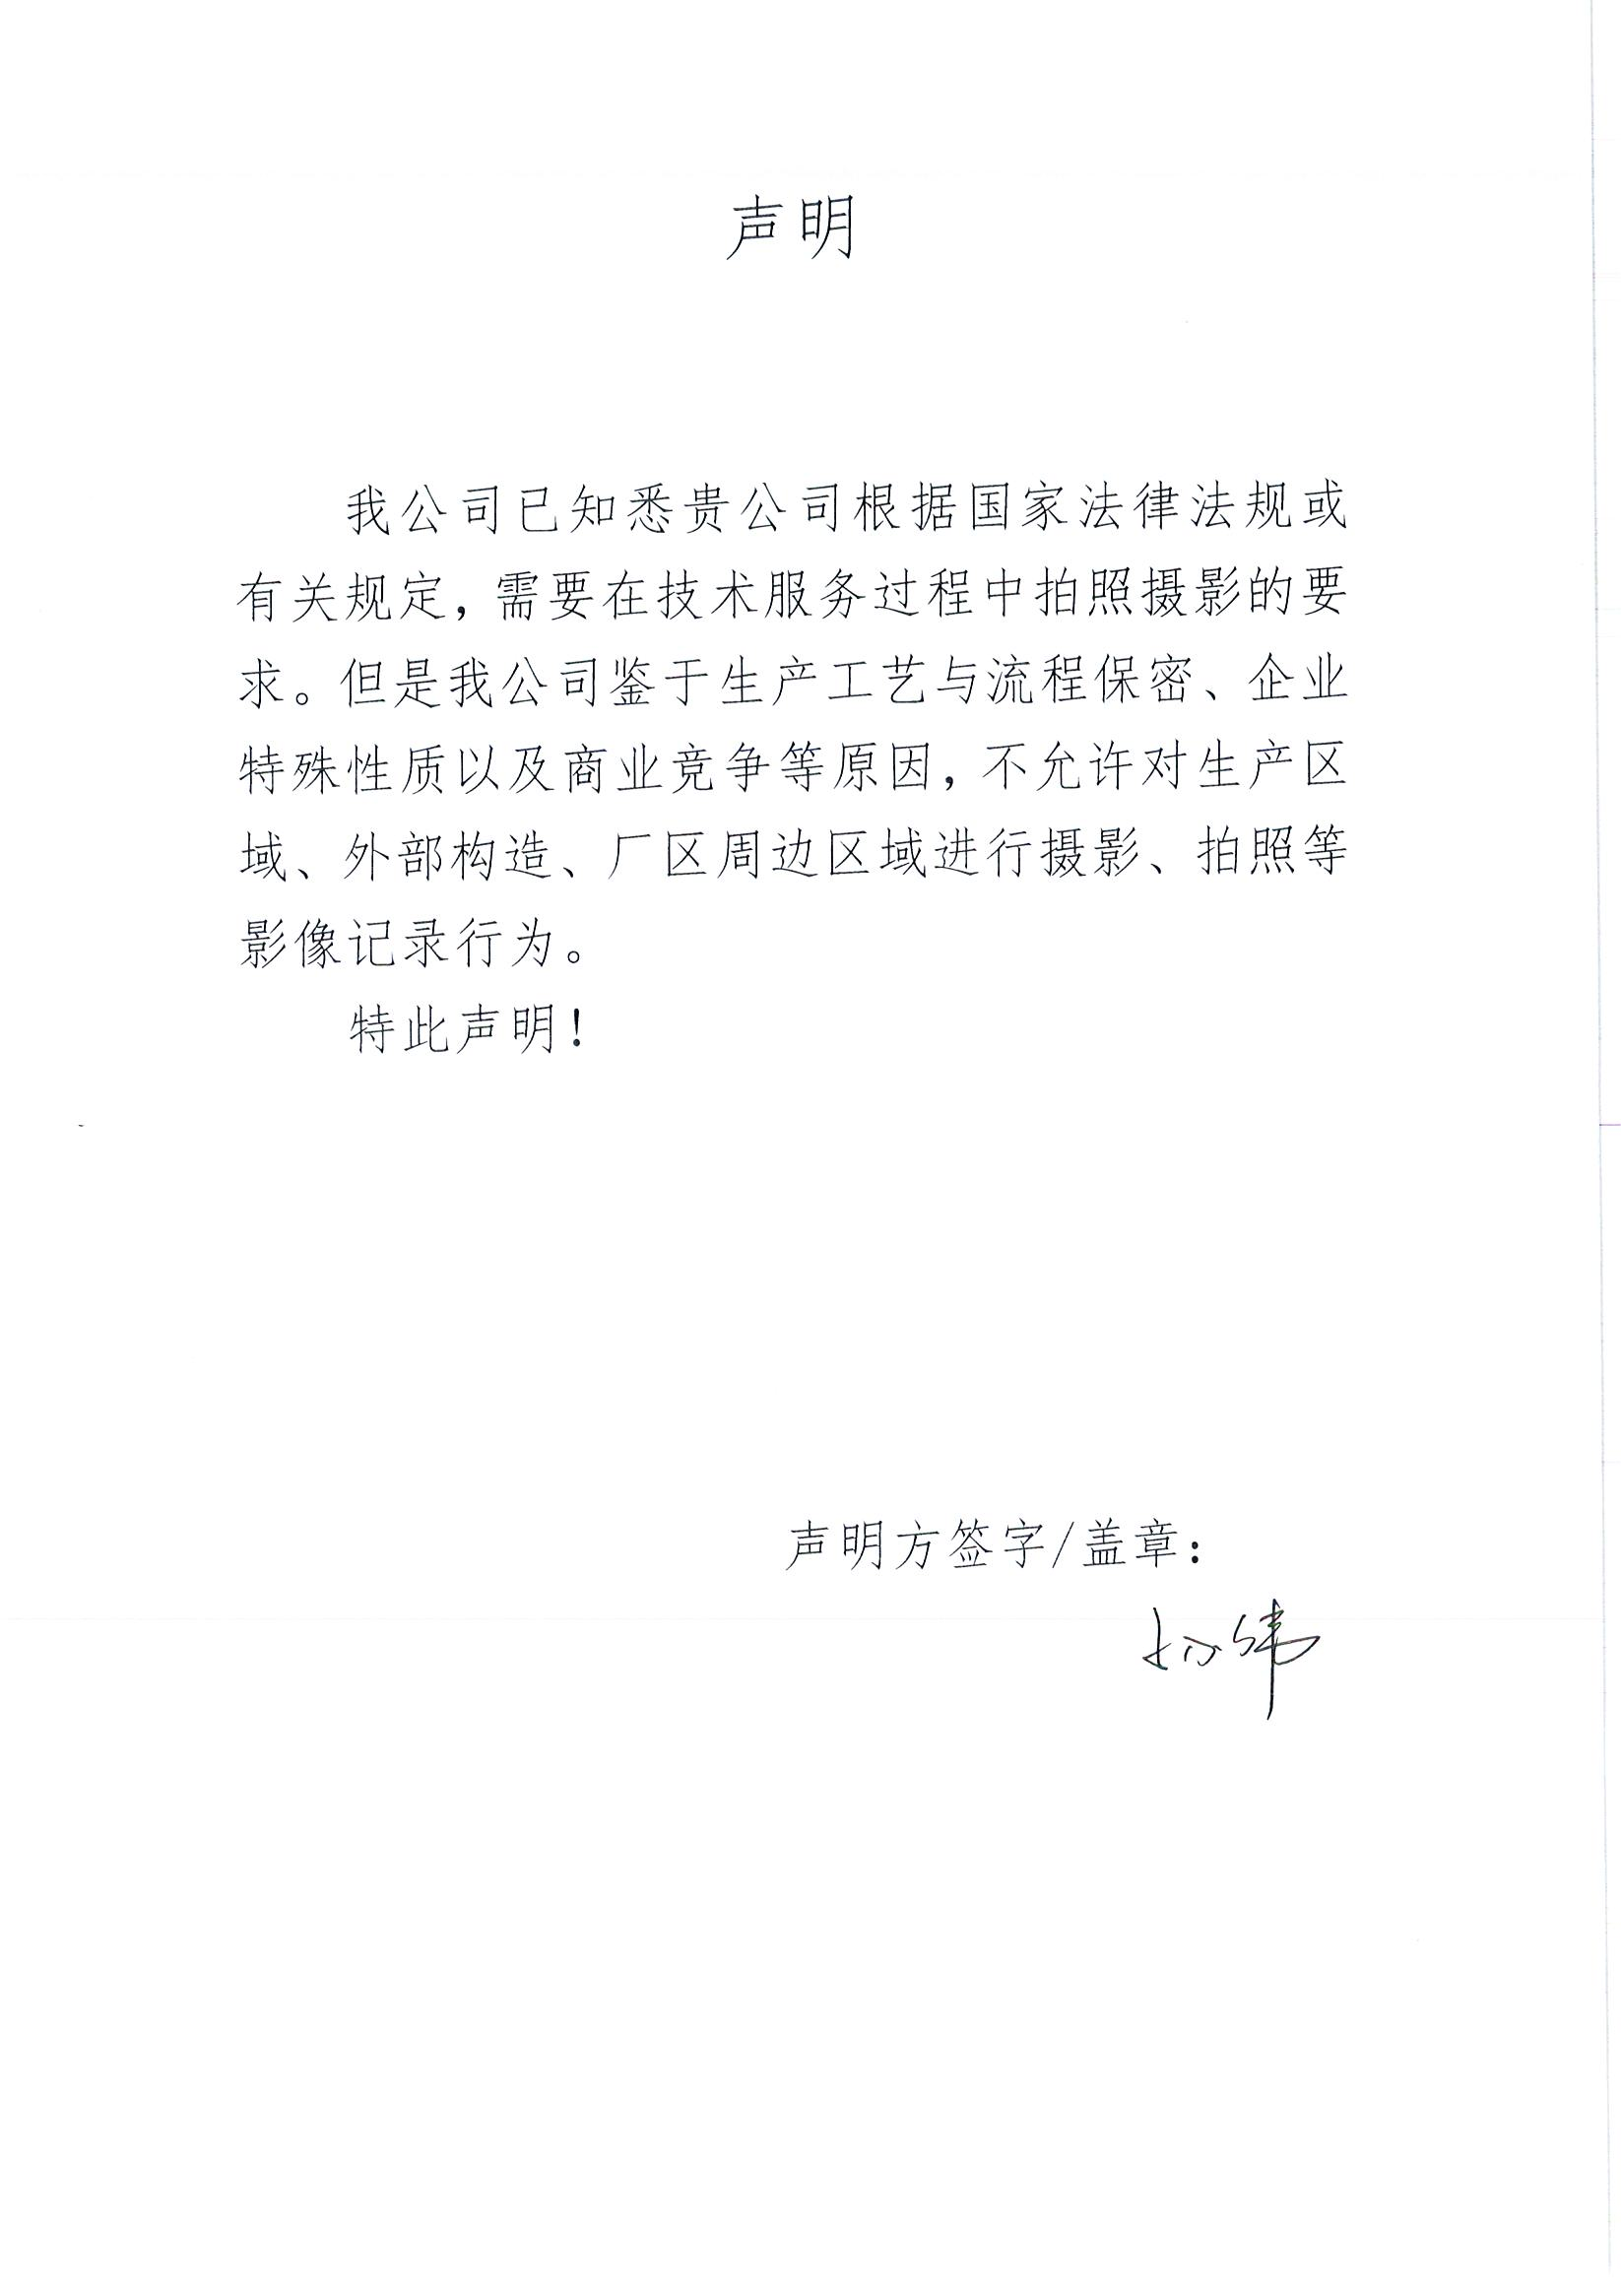 声明
我公司已知悉贵公司根据国家法律法规或
有关规定，需要在技术服务过程中拍照摄影的要
求。但是我公司鉴于生产工艺与流程保密、企业
特殊性质以及商业竞争等原因，不允许对生产区
域、外部构造、厂区周边区域进行摄影、拍照等
影像记录行为。
特此声明！
声明方签字/盖章：